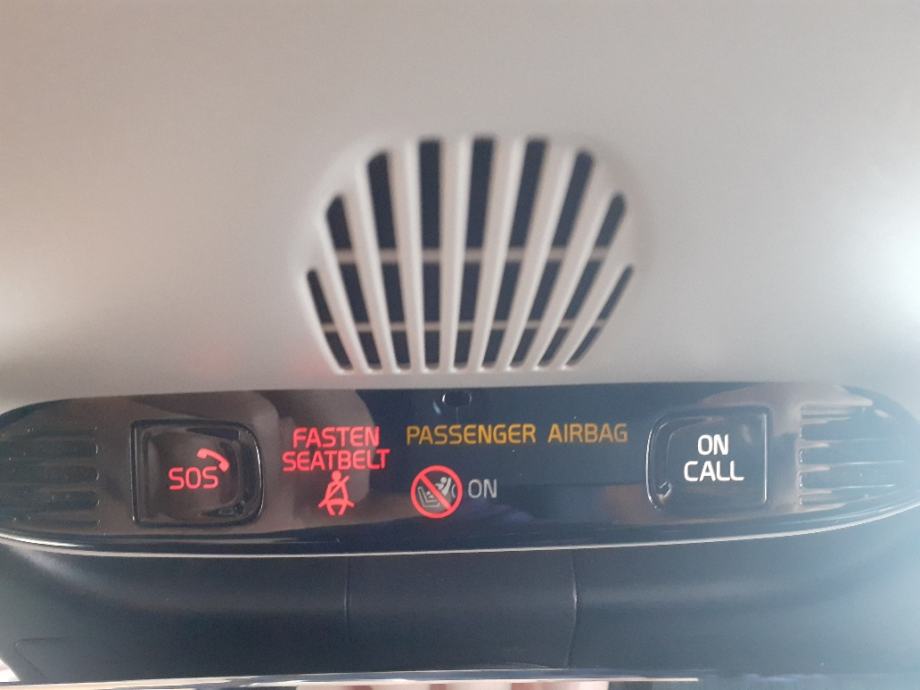 SOS
FASTEN
SEATBELT
PASSENGER AIRBAG
ON
ON
CALL